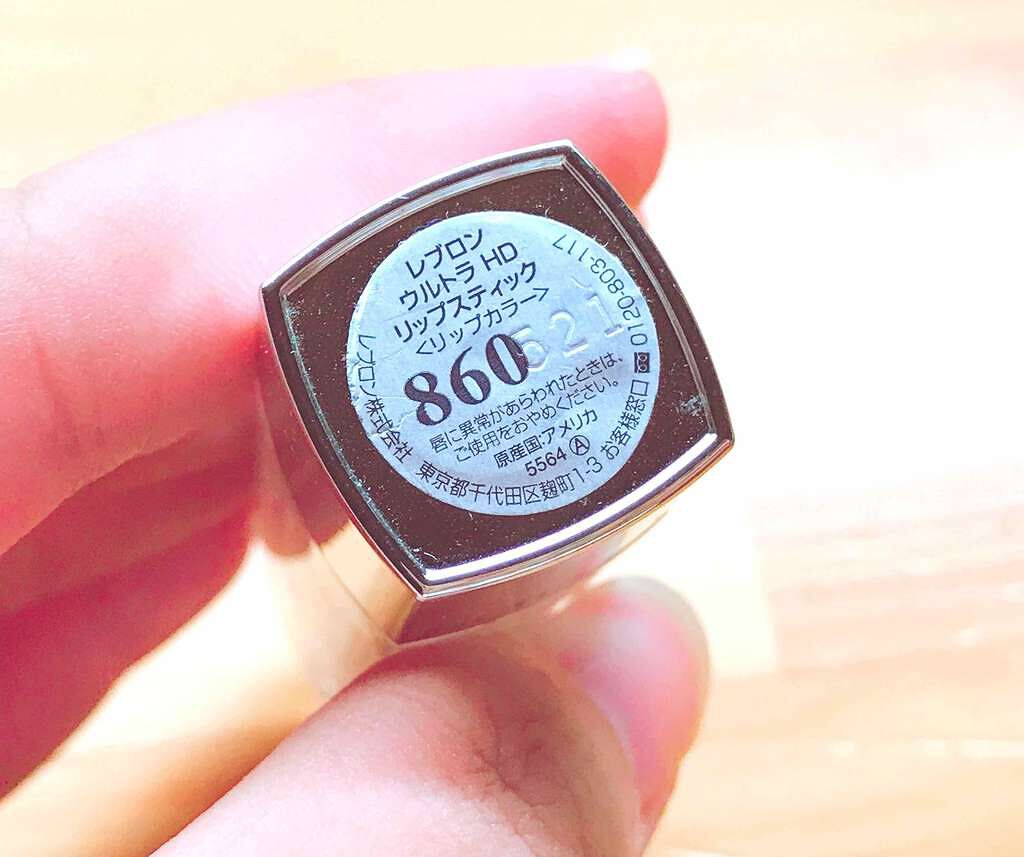 レブロン
ウルトラ HD
リップスティック
<リップカラー>
860
521
唇に異常があらわれたときは、
ご使用をおやめください。
原産国:アメリカ
5564 Ⓐ
レブロン株式会社 東京都千代田区麹町1-3 お客様窓口 0120-803-117